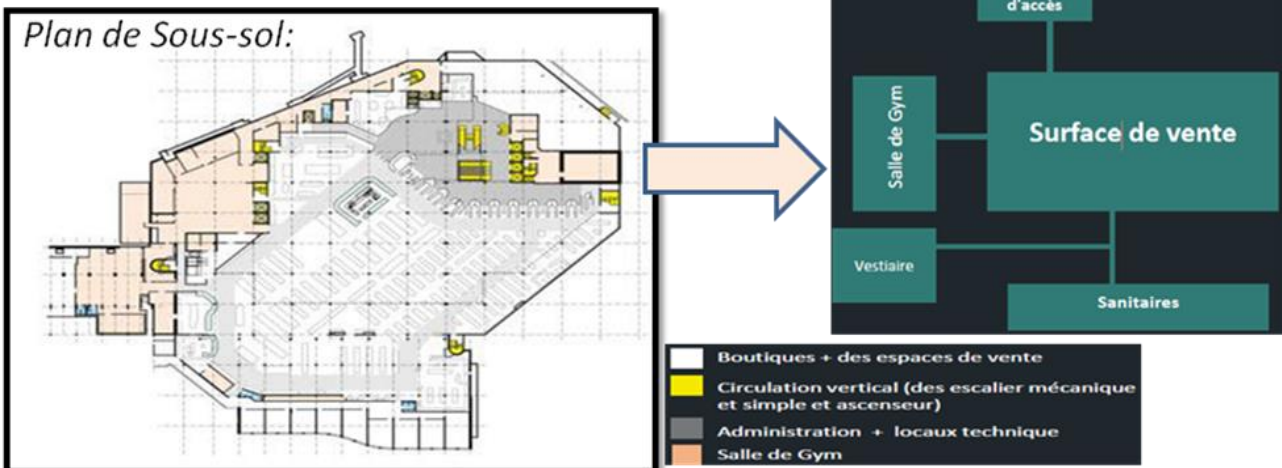 Plan de Sous-sol:
d'accès
Salle de Gym
Surface de vente
Vestiaire
Sanitaires
Boutiques + des espaces de vente
Circulation vertical (des escalier mécanique
et simple et ascenseur)
Administration + locaux technique
Salle de Gym